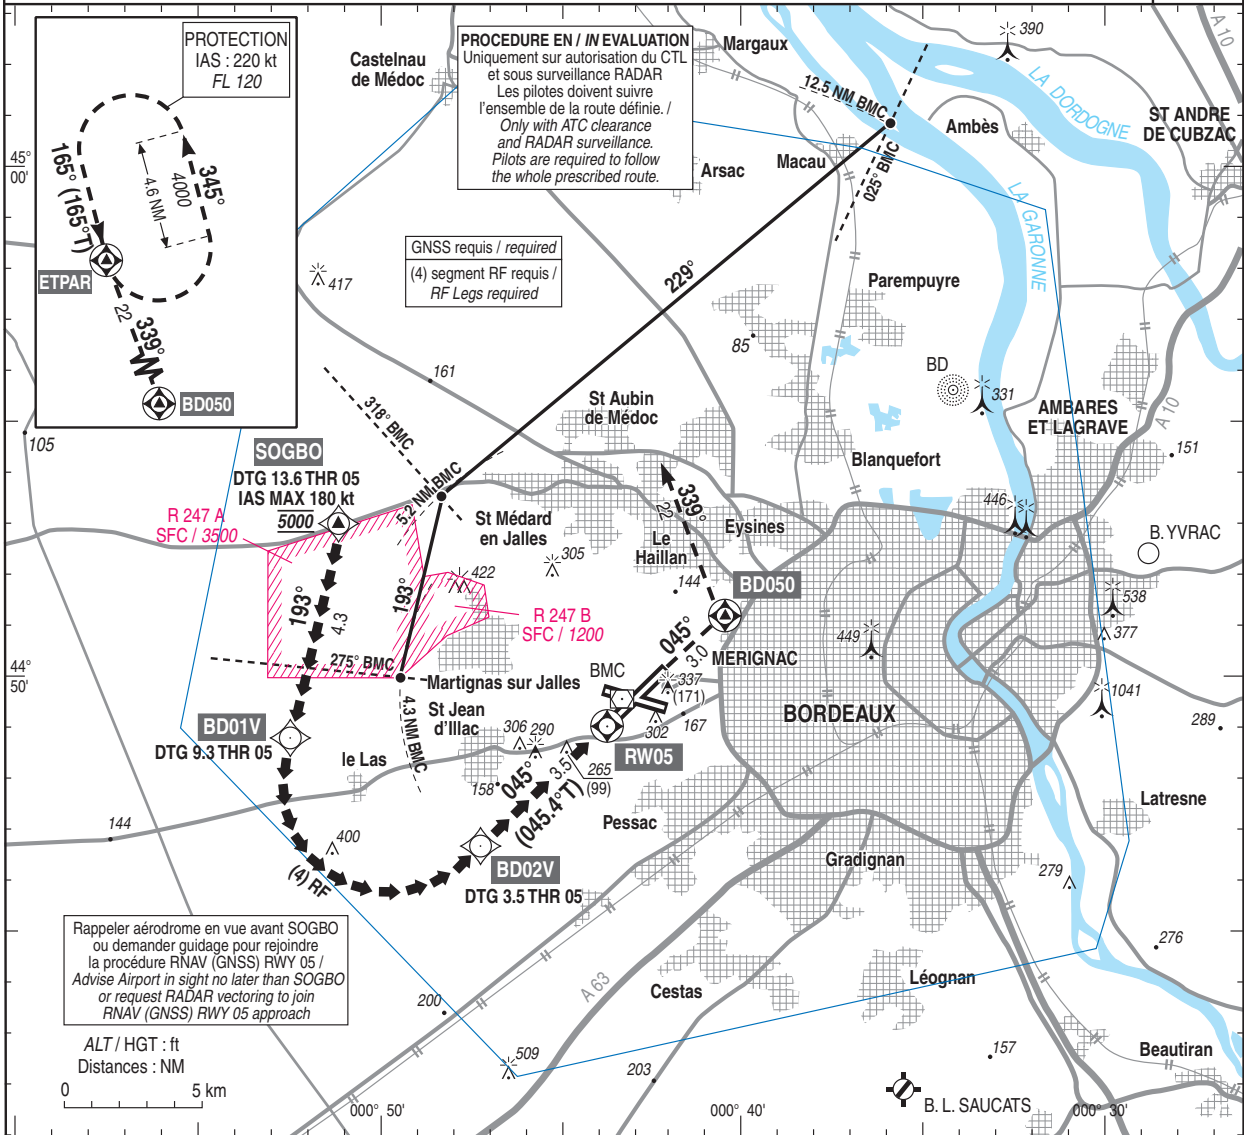 PROTECTION
IAS : 220 kt
FL 120
165° (165°T)
4.6 NM
4000
345°
ETPAR
22
339°
BD050
Castelnau
de Médoc
PROCEDURE EN / IN EVALUATION
Uniquement sur autorisation du CTL
et sous surveillance RADAR
Les pilotes doivent suivre
l'ensemble de la route définie. /
Only with ATC clearance
and RADAR surveillance.
Pilots are required to follow
the whole prescribed route.
Margaux
390
A 10
LA DORDOGNE
12.5 NM BMC
Ambès
ST ANDRE
DE CUBZAC
45°
00'
Arsac
Macau
025° BMC
LA GARONNE
GNSS requis / required
(4) segment RF requis /
RF Legs required
417
229°
Parempuyre
85
161
BD
331
St Aubin
de Médoc
318° BMC
AMBARES
ET LAGRAVE
A 10
151
105
SOGBO
DTG 13.6 THR 05
IAS MAX 180 kt
5000
Blanquefort
5.2 NM BMC
339°
22
446
R 247 A
SFC / 3500
St Médard
en Jalles
Eysines
Le
Haillan
B. YVRAC
305
422
144
BD050
538
193°
4.3
193°
R 247 B
SFC / 1200
449
377
045°
3.0
MERIGNAC
275° BMC
44°
50'
BMC
337
(171)
1041
Martignas sur Jalles
St Jean
d'Illac
4.3 NM BMC
BORDEAUX
289
BD01V
DTG 9.3 THR 05
306
290
302
167
RW05
le Las
045°
3.5
(045.4°T)
265
(99)
158
Latresne
144
400
Pessac
(4) RF
BD02V
DTG 3.5 THR 05
Gradignan
279
Rappeler aérodrome en vue avant SOGBO
ou demander guidage pour rejoindre
la procédure RNAV (GNSS) RWY 05 /
Advise Airport in sight no later than SOGBO
or request RADAR vectoring to join
RNAV (GNSS) RWY 05 approach
276
A 63
Cestas
Léognan
200
ALT / HGT : ft
Distances : NM
0
5 km
509
203
157
Beautiran
B. L. SAUCATS
000° 50'
000° 40'
000° 30'